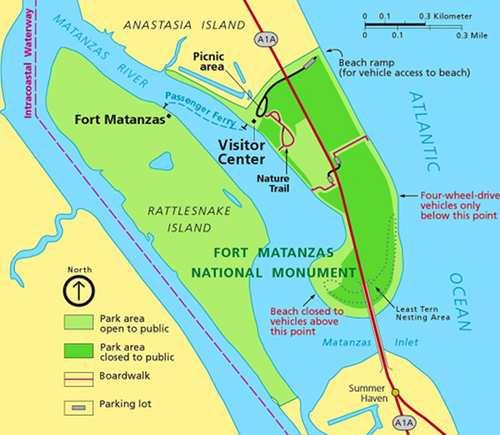 ANASTASIA ISLAND
0 0.1 0.3 Kilometer
0 0.1 0.3 Mile
A1A
Intracoastal Waterway
MATANZAS RIVER
Picnic
area
Beach ramp
(for vehicle access to beach)
Passenger Ferry
Fort Matanzas
Visitor
Center
ATLANTIC
OCEAN
Nature
Trail
Four-wheel-drive
vehicles only
below this point
RATTLESNAKE
ISLAND
FORT MATANZAS
NATIONAL MONUMENT
North
Beach closed to
vehicles above
this point
Least Tern
Nesting Area
Park area
open to public
Park area
closed to public
Boardwalk
Parking lot
Matanzas Inlet
Summer
Haven
A1A